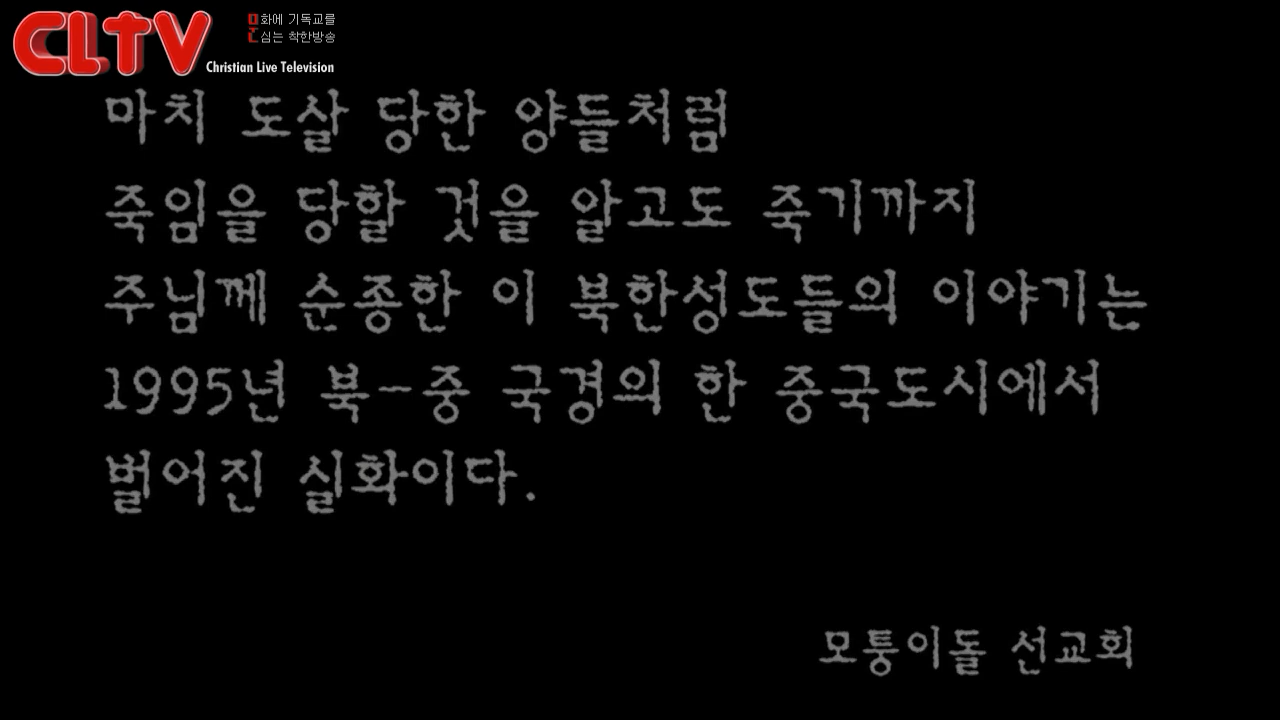 CLTV
문화에 기독교를
심는 착한방송
Christian Live Television
마치 도살 당한 양들처럼
죽임을 당할 것을 알고도 죽기까지
주님께 순종한 이 북한성도들의 이야기는
1995년 북-중 국경의 한 중국도시에서
벌어진 실화이다.
모퉁이돌 선교회